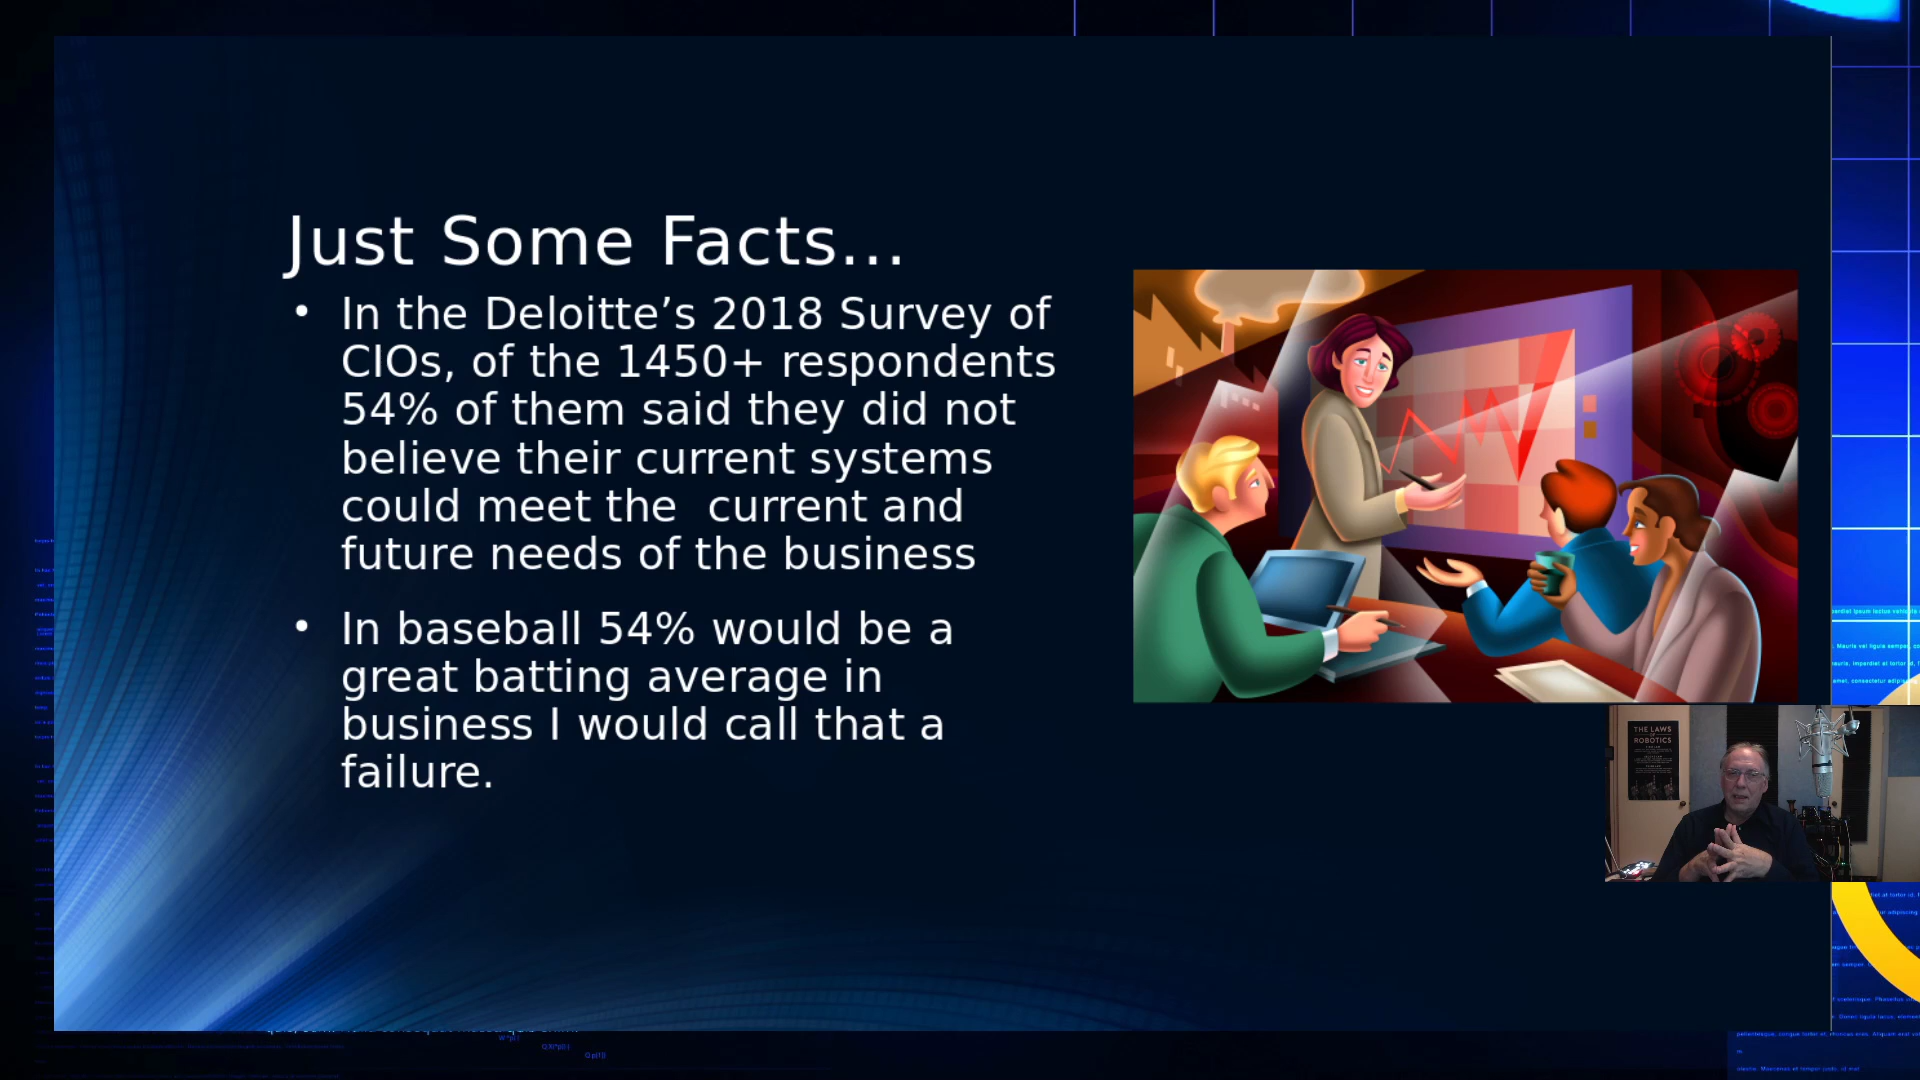 Just Some Facts...
• In the Deloitte’s 2018 Survey of
CIOs, of the 1450+ respondents
54% of them said they did not
believe their current systems
could meet the  current and
future needs of the business
• In baseball 54% would be a
great batting average in
business I would call that a
failure.
THE LAWS
OF
ROBOTICS